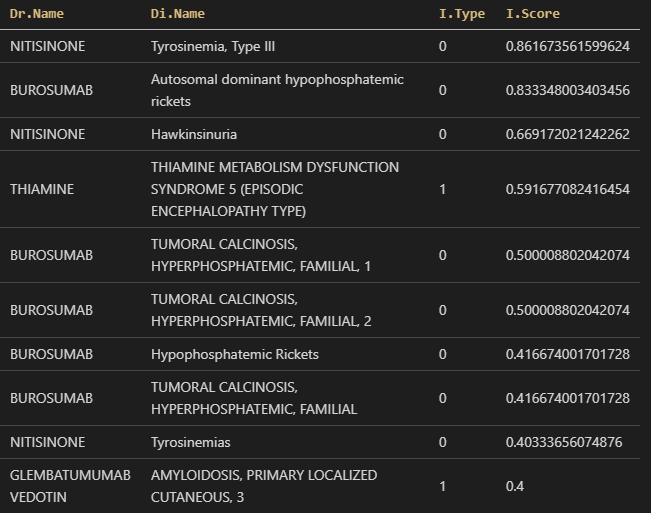 Dr.Name Di.Name I.Type I.Score
NITISINONE Tyrosinemia, Type III 0 0.861673561599624
BUROSUMAB Autosomal dominant hypophosphatemic rickets 0 0.833348003403456
NITISINONE Hawkinsinuria 0 0.669172021242262
THIAMINE THIAMINE METABOLISM DYSFUNCTION SYNDROME 5 (EPISODIC ENCEPHALOPATHY TYPE) 1 0.591677082416454
BUROSUMAB TUMORAL CALCINOSIS, HYPERPHOSPHATEMIC, FAMILIAL, 1 0 0.500008802042074
BUROSUMAB TUMORAL CALCINOSIS, HYPERPHOSPHATEMIC, FAMILIAL, 2 0 0.500008802042074
BUROSUMAB Hypophosphatemic Rickets 0 0.416674001701728
BUROSUMAB TUMORAL CALCINOSIS, HYPERPHOSPHATEMIC, FAMILIAL 0 0.416674001701728
NITISINONE Tyrosinemias 0 0.40333656074876
GLEMBATUMUMAB VEDOTIN AMYLOIDOSIS, PRIMARY LOCALIZED CUTANEOUS, 3 1 0.4